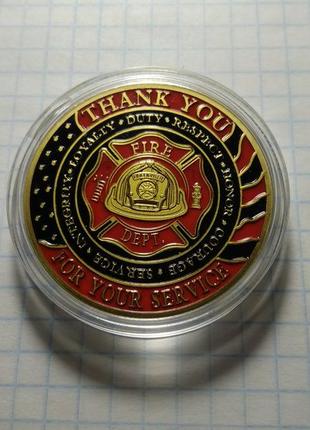 THANK YOU
INTEGRITY • LOYALTY • DUTY • RESPECT • HONOR • COURAGE • SERVICE
FIRE
DEPT.
FOR YOUR SERVICE